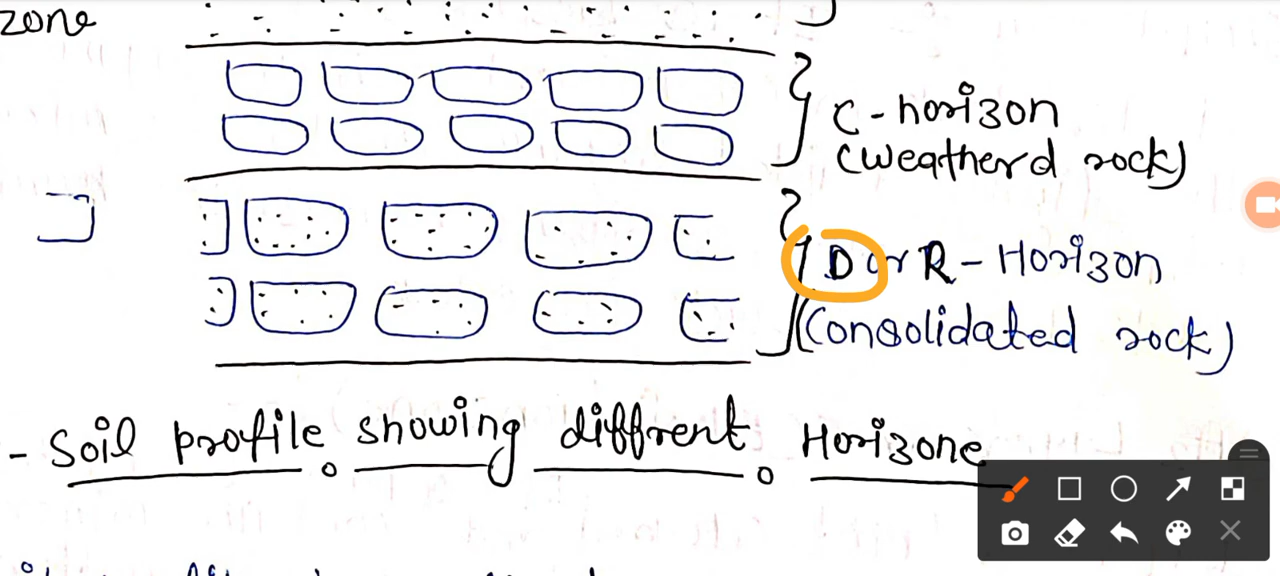 zone
C - horizon
(weatherd rock)
D or R - Horizon
(consolidated rock)
- Soil profile showing diffrent Horizone